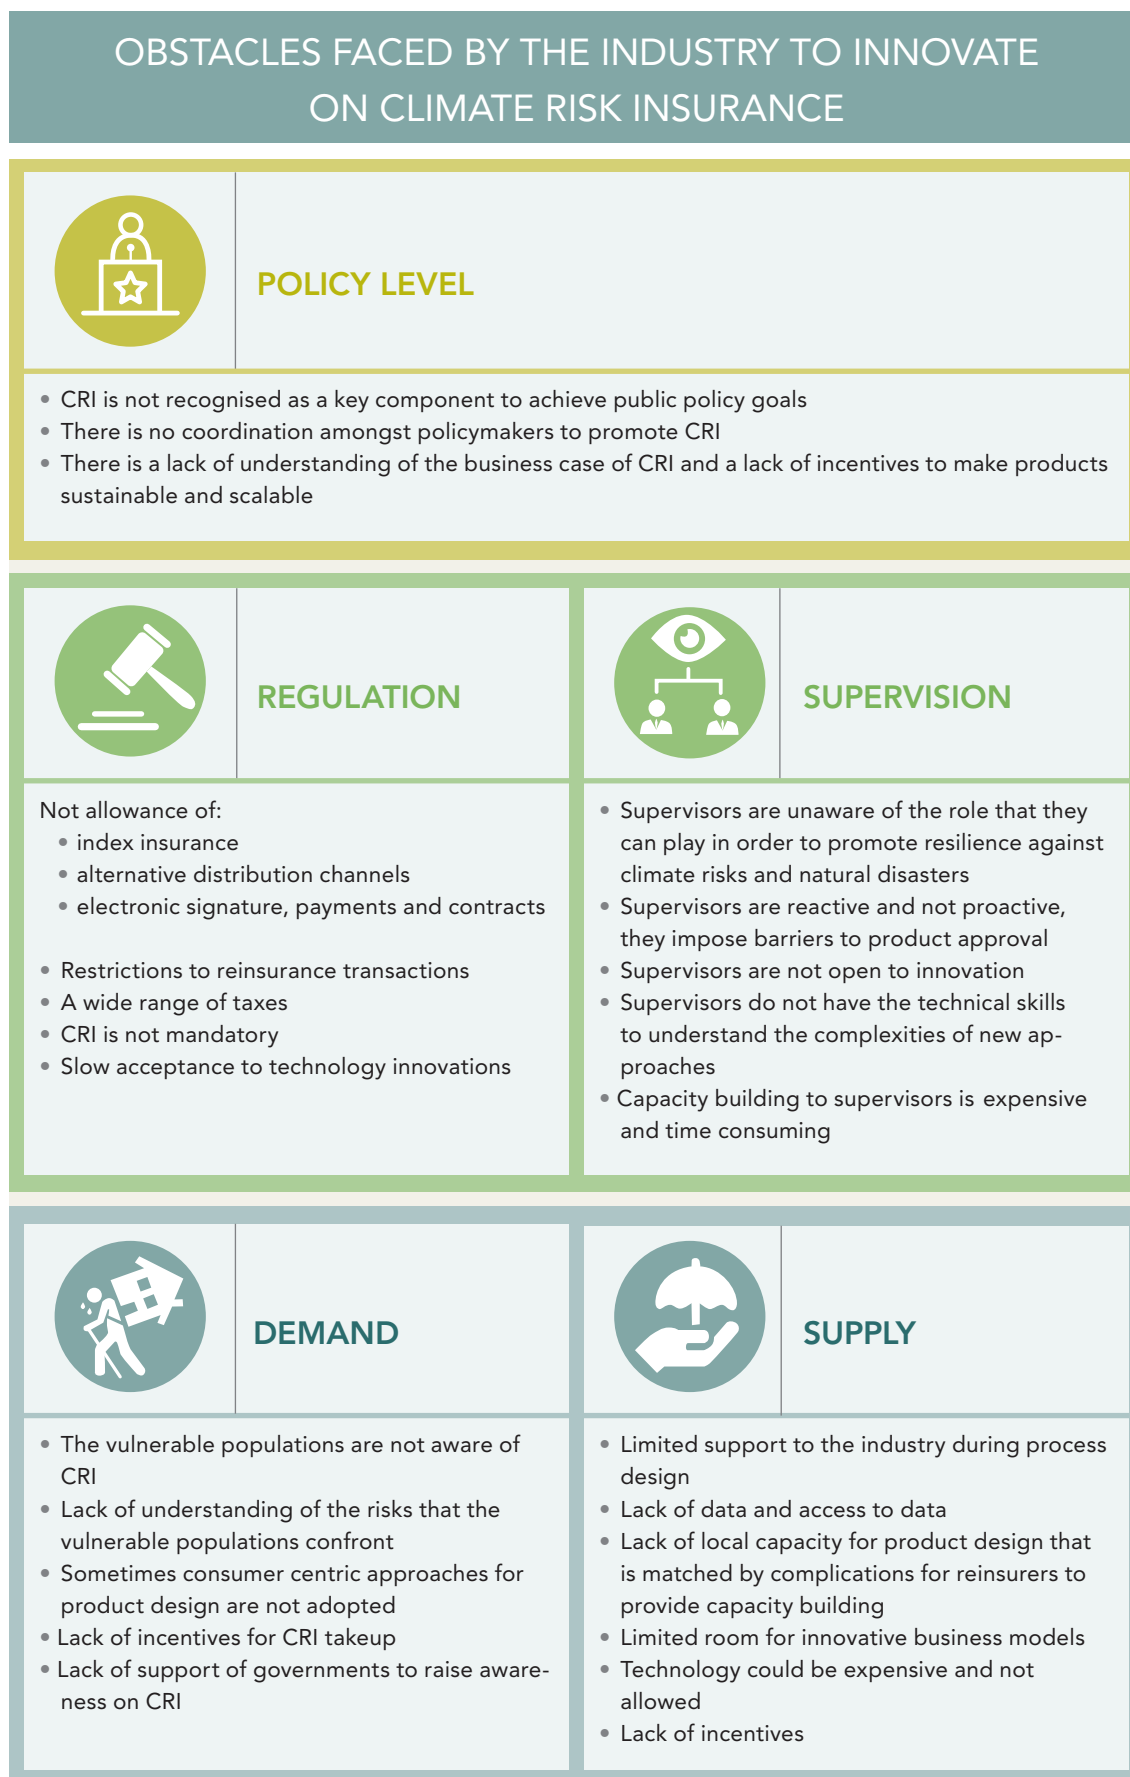 OBSTACLES FACED BY THE INDUSTRY TO INNOVATE
ON CLIMATE RISK INSURANCE
POLICY LEVEL
• CRI is not recognised as a key component to achieve public policy goals
• There is no coordination amongst policymakers to promote CRI
• There is a lack of understanding of the business case of CRI and a lack of incentives to make products
sustainable and scalable
REGULATION
Not allowance of:
• index insurance
• alternative distribution channels
• electronic signature, payments and contracts
• Restrictions to reinsurance transactions
• A wide range of taxes
• CRI is not mandatory
• Slow acceptance to technology innovations
SUPERVISION
• Supervisors are unaware of the role that they
can play in order to promote resilience against
climate risks and natural disasters
• Supervisors are reactive and not proactive,
they impose barriers to product approval
• Supervisors are not open to innovation
• Supervisors do not have the technical skills
to understand the complexities of new ap-
proaches
• Capacity building to supervisors is expensive
and time consuming
DEMAND
• The vulnerable populations are not aware of
CRI
• Lack of understanding of the risks that the
vulnerable populations confront
• Sometimes consumer centric approaches for
product design are not adopted
• Lack of incentives for CRI takeup
• Lack of support of governments to raise aware-
ness on CRI
SUPPLY
• Limited support to the industry during process
design
• Lack of data and access to data
• Lack of local capacity for product design that
is matched by complications for reinsurers to
provide capacity building
• Limited room for innovative business models
• Technology could be expensive and not
allowed
• Lack of incentives